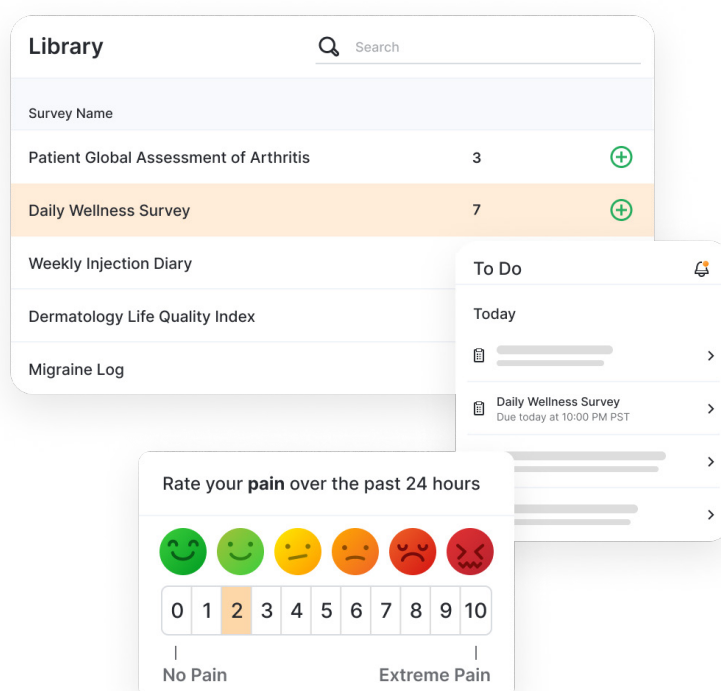 Library
Search
Survey Name
Patient Global Assessment of Arthritis 3
Daily Wellness Survey 7
Weekly Injection Diary
Dermatology Life Quality Index
Migraine Log
To Do
Today
Daily Wellness Survey
Due today at 10:00 PM PST
Rate your pain over the past 24 hours
0 1 2 3 4 5 6 7 8 9 10
No Pain Extreme Pain